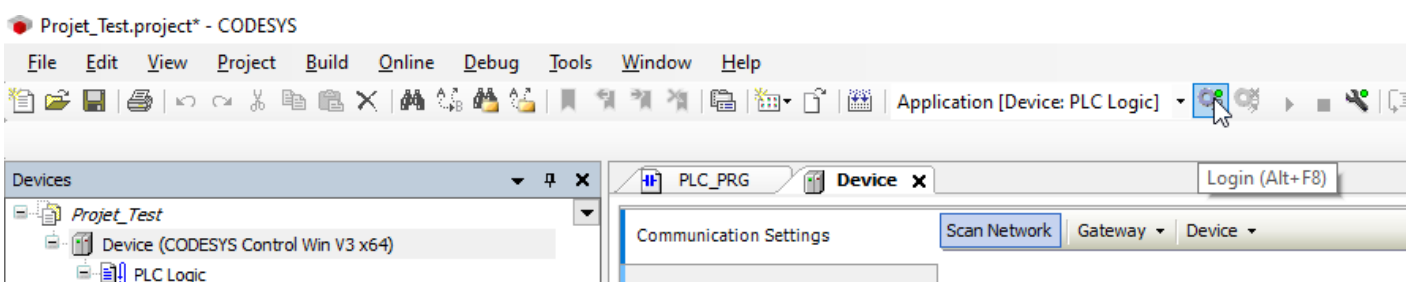 Projet_Test.project* - CODESYS
File Edit View Project Build Online Debug Tools Window Help
Application [Device: PLC Logic]
Login (Alt+F8)
Devices
PLC_PRG Device
Projet_Test
Device (CODESYS Control Win V3 x64)
PLC Logic
Communication Settings
Scan Network Gateway Device